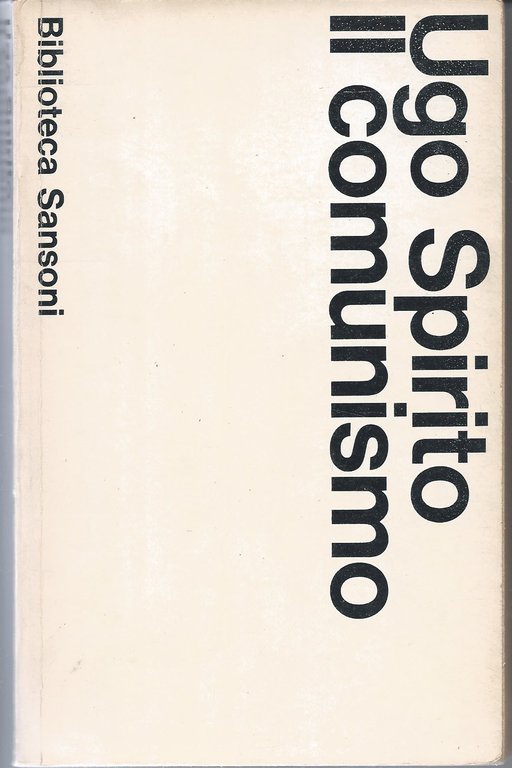 Ugo Spirito
Il comunismo
Biblioteca Sansoni